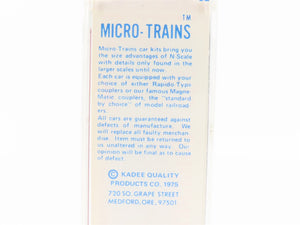 TM
MICRO-TRAINS
Micro-Trains car kits bring you
the size advantages of N Scale
with details only found in the
larger scales until now.
Each car is equipped with your
choice of either Rapido-Type
couplers or our famous Magne-
Matic couplers, the "standard
by choice" of model railroad-
ers.
All cars are guaranteed against
defects of manufacture. We
will replace all faulty merchan-
dise. Item must be returned to
us unaltered in any way. Our
opinion will be final as to cause
of defect.
© KADEE QUALITY
PRODUCTS CO. 1975
720 SO. GRAPE STREET
MEDFORD, ORE. 97501